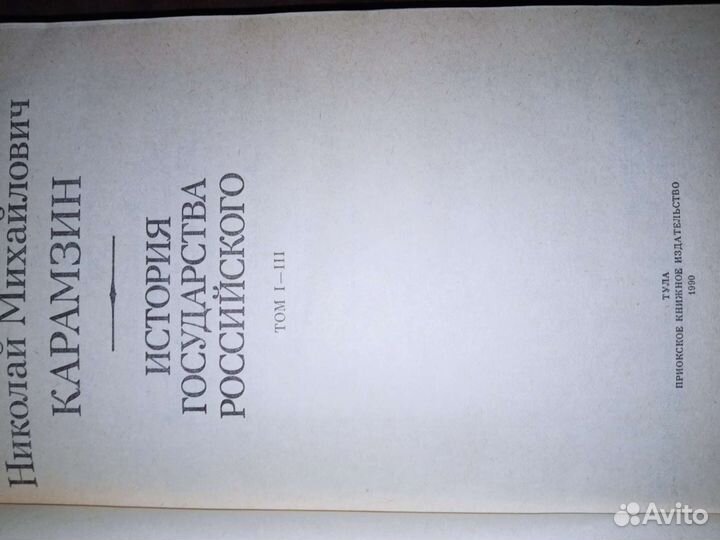 Николай Михайлович
КАРАМЗИН
ИСТОРИЯ
ГОСУДАРСТВА
РОССИЙСКОГО
ТОМ I—III
ТУЛА
ПРИОКСКОЕ КНИЖНОЕ ИЗДАТЕЛЬСТВО
1990
Avito